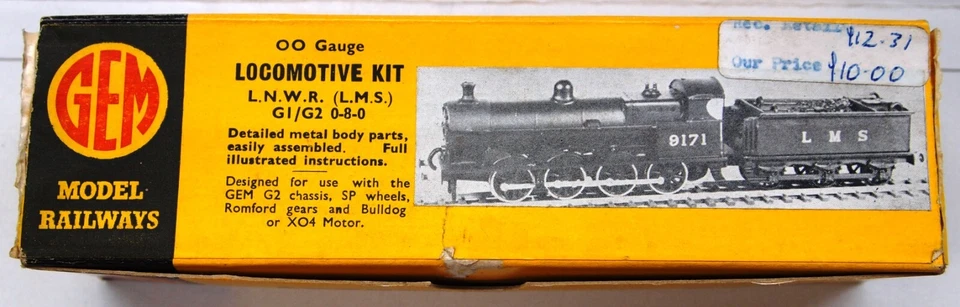 GEM
MODEL
RAILWAYS
OO Gauge
LOCOMOTIVE KIT
L.N.W.R. (L.M.S.)
G1/G2 0-8-0
Detailed metal body parts,
easily assembled. Full
illustrated instructions.
Designed for use with the
GEM G2 chassis, SP wheels,
Romford gears and Bulldog
or XO4 Motor.
Rec. Retail £12.31
Our Price £10-00
9171
L M S